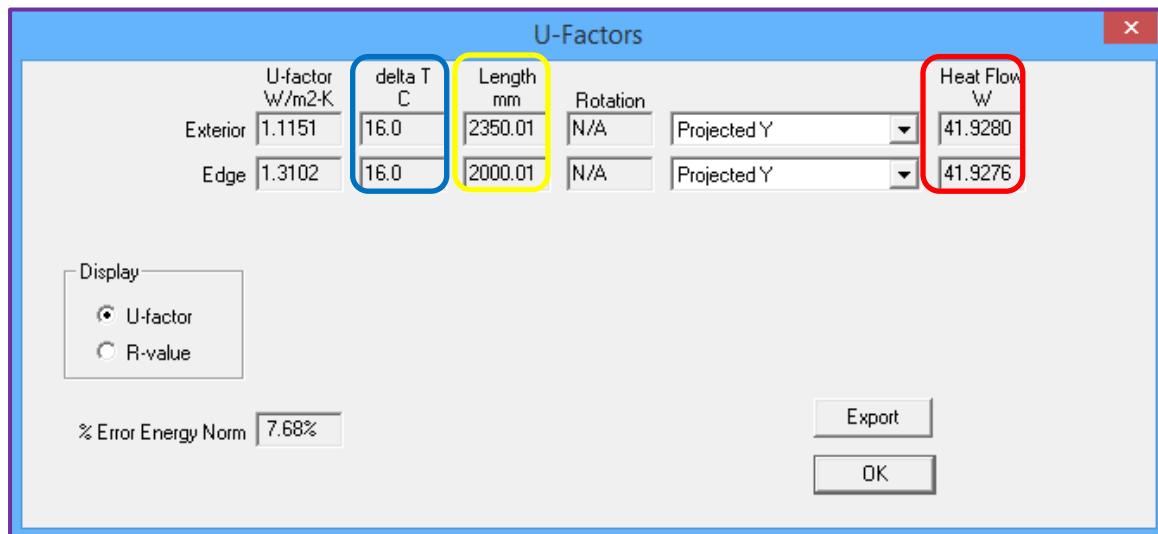 U-Factors
U-factor delta T Length Heat Flow
W/m2-K C mm Rotation W
Exterior 1.1151 16.0 2350.01 N/A Projected Y 41.9280
Edge 1.3102 16.0 2000.01 N/A Projected Y 41.9276
Display
U-factor
R-value
% Error Energy Norm 7.68%
Export
OK